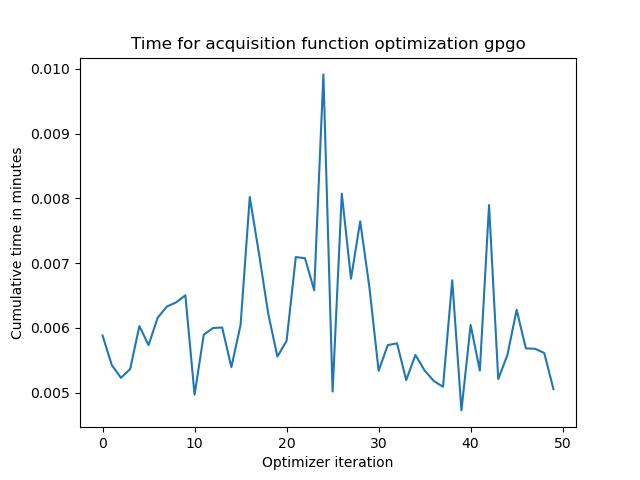 Time for acquisition function optimization gpgo
0.010
0.009
0.008
0.007
0.006
0.005
Cumulative time in minutes
0 10 20 30 40 50
Optimizer iteration